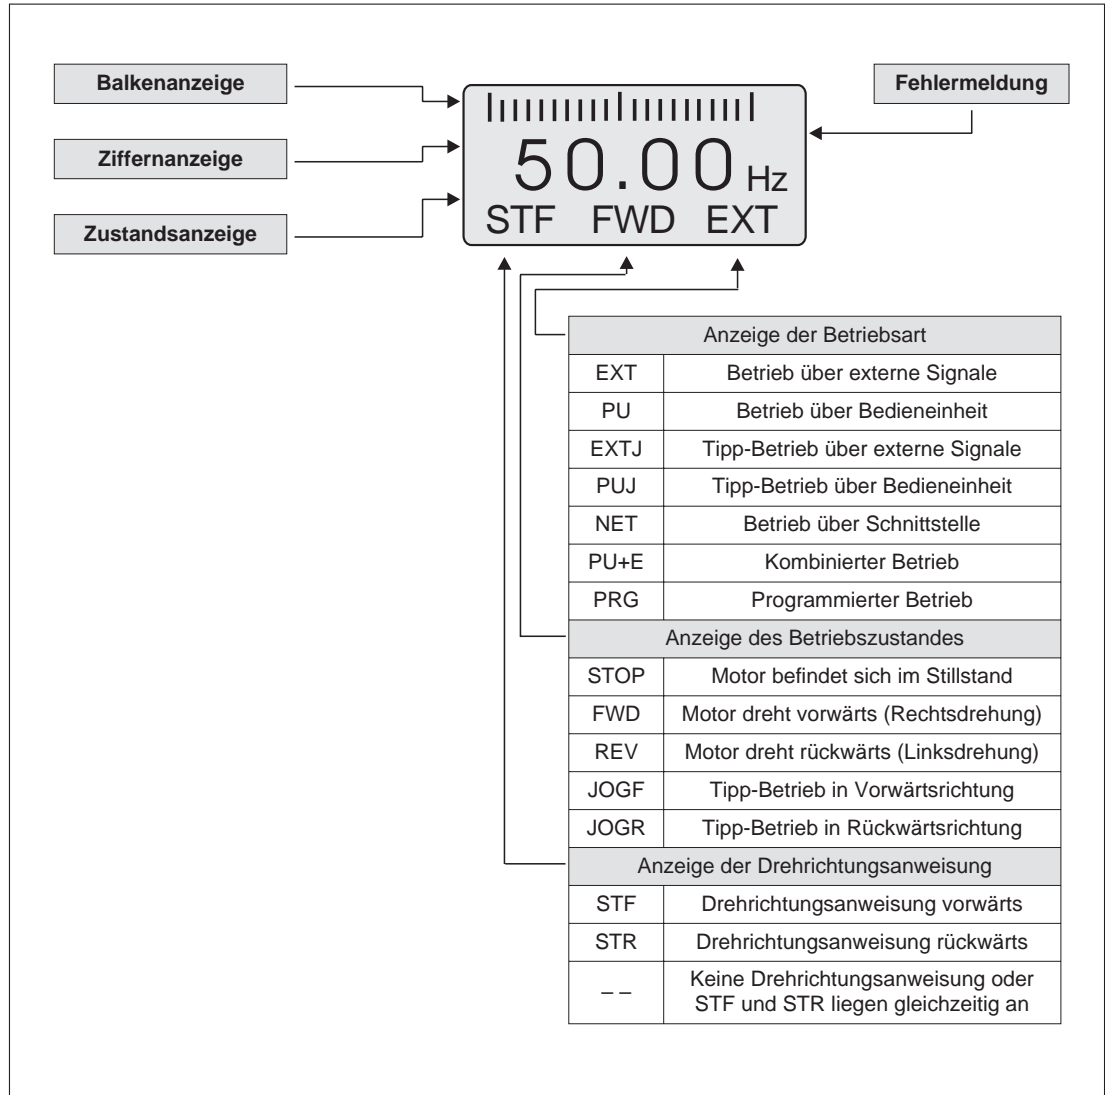 Balkenanzeige
Fehlermeldung
Ziffernanzeige
50.00 Hz
Zustandsanzeige
STF FWD EXT
Anzeige der Betriebsart
EXT Betrieb über externe Signale
PU Betrieb über Bedieneinheit
EXTJ Tipp-Betrieb über externe Signale
PUJ Tipp-Betrieb über Bedieneinheit
NET Betrieb über Schnittstelle
PU+E Kombinierter Betrieb
PRG Programmierter Betrieb
Anzeige des Betriebszustandes
STOP Motor befindet sich im Stillstand
FWD Motor dreht vorwärts (Rechtsdrehung)
REV Motor dreht rückwärts (Linksdrehung)
JOGF Tipp-Betrieb in Vorwärtsrichtung
JOGR Tipp-Betrieb in Rückwärtsrichtung
Anzeige der Drehrichtungsanweisung
STF Drehrichtungsanweisung vorwärts
STR Drehrichtungsanweisung rückwärts
– – Keine Drehrichtungsanweisung oder
STF und STR liegen gleichzeitig an